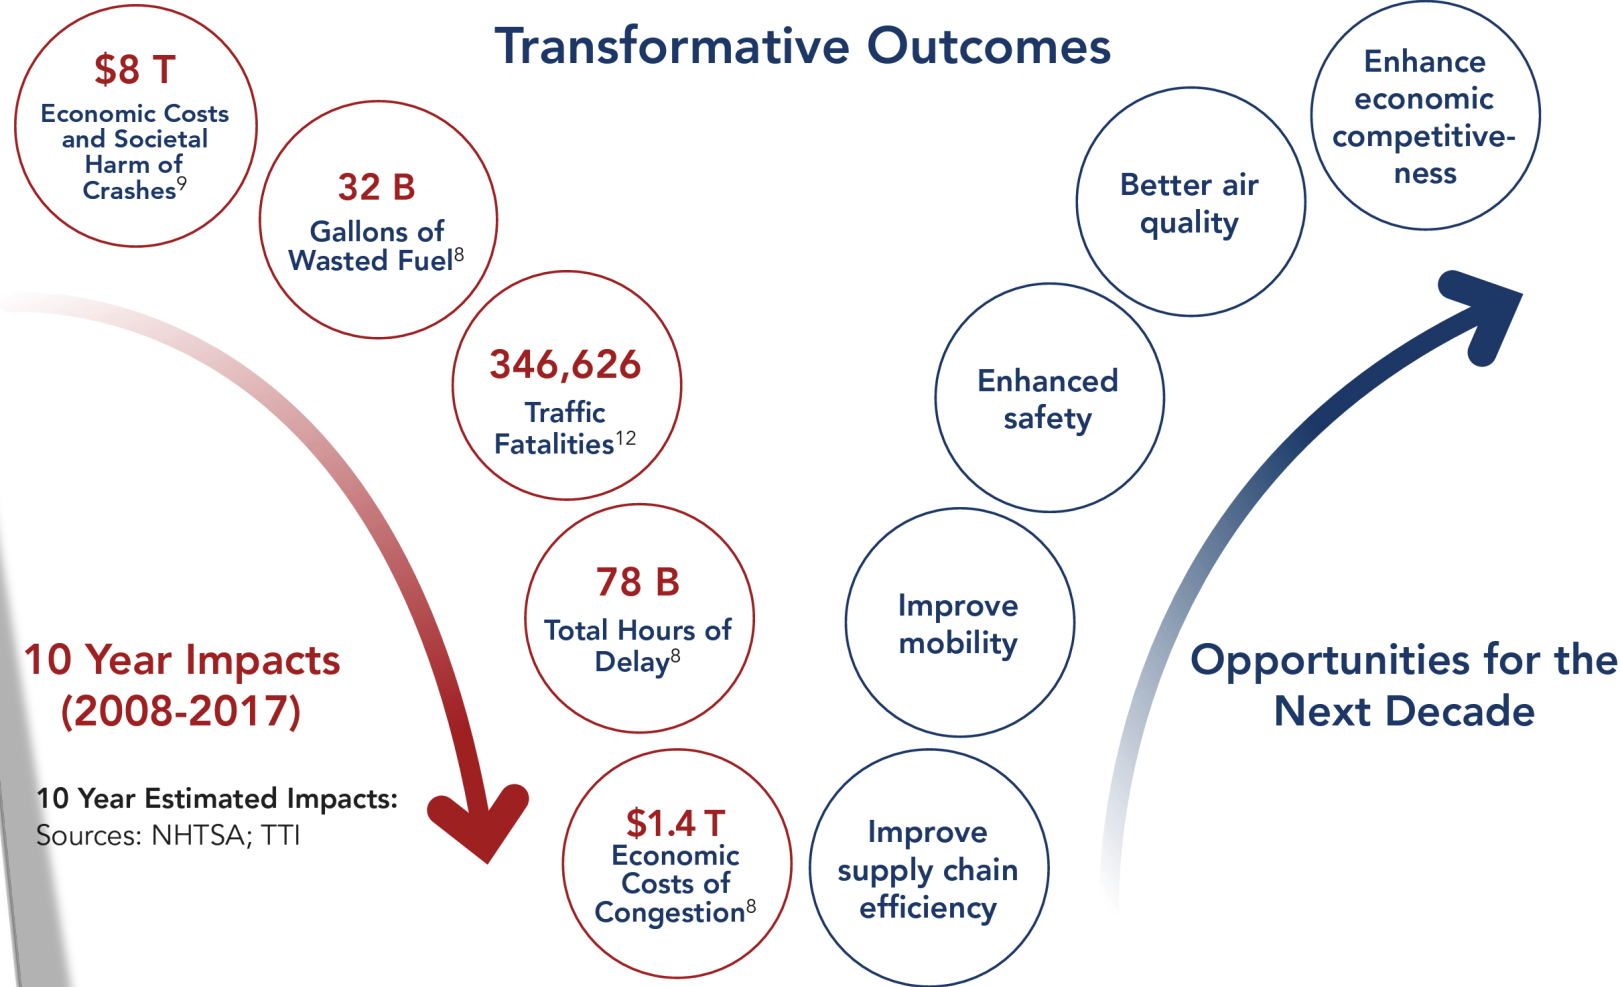 Transformative Outcomes
$8 T
Economic Costs
and Societal
Harm of
Crashes⁹
32 B
Gallons of
Wasted Fuel⁸
346,626
Traffic
Fatalities¹²
78 B
Total Hours of
Delay⁸
$1.4 T
Economic
Costs of
Congestion⁸
10 Year Impacts
(2008-2017)
10 Year Estimated Impacts:
Sources: NHTSA; TTI
Enhance
economic
competitive-
ness
Better air
quality
Enhanced
safety
Improve
mobility
Improve
supply chain
efficiency
Opportunities for the
Next Decade